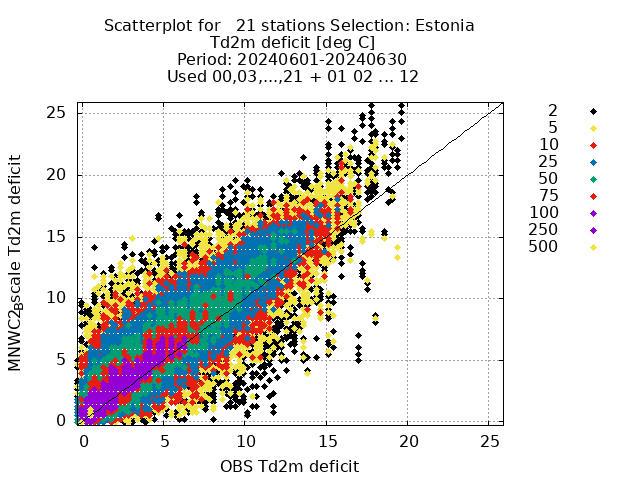 Scatterplot for 21 stations Selection: Estonia
Td2m deficit [deg C]
Period: 20240601-20240630
Used 00,03,...,21 + 01 02 ... 12
25
20
15
10
5
0
0 5 10 15 20 25
MNWC2.8scale Td2m deficit
OBS Td2m deficit
2
5
10
25
50
75
100
250
500